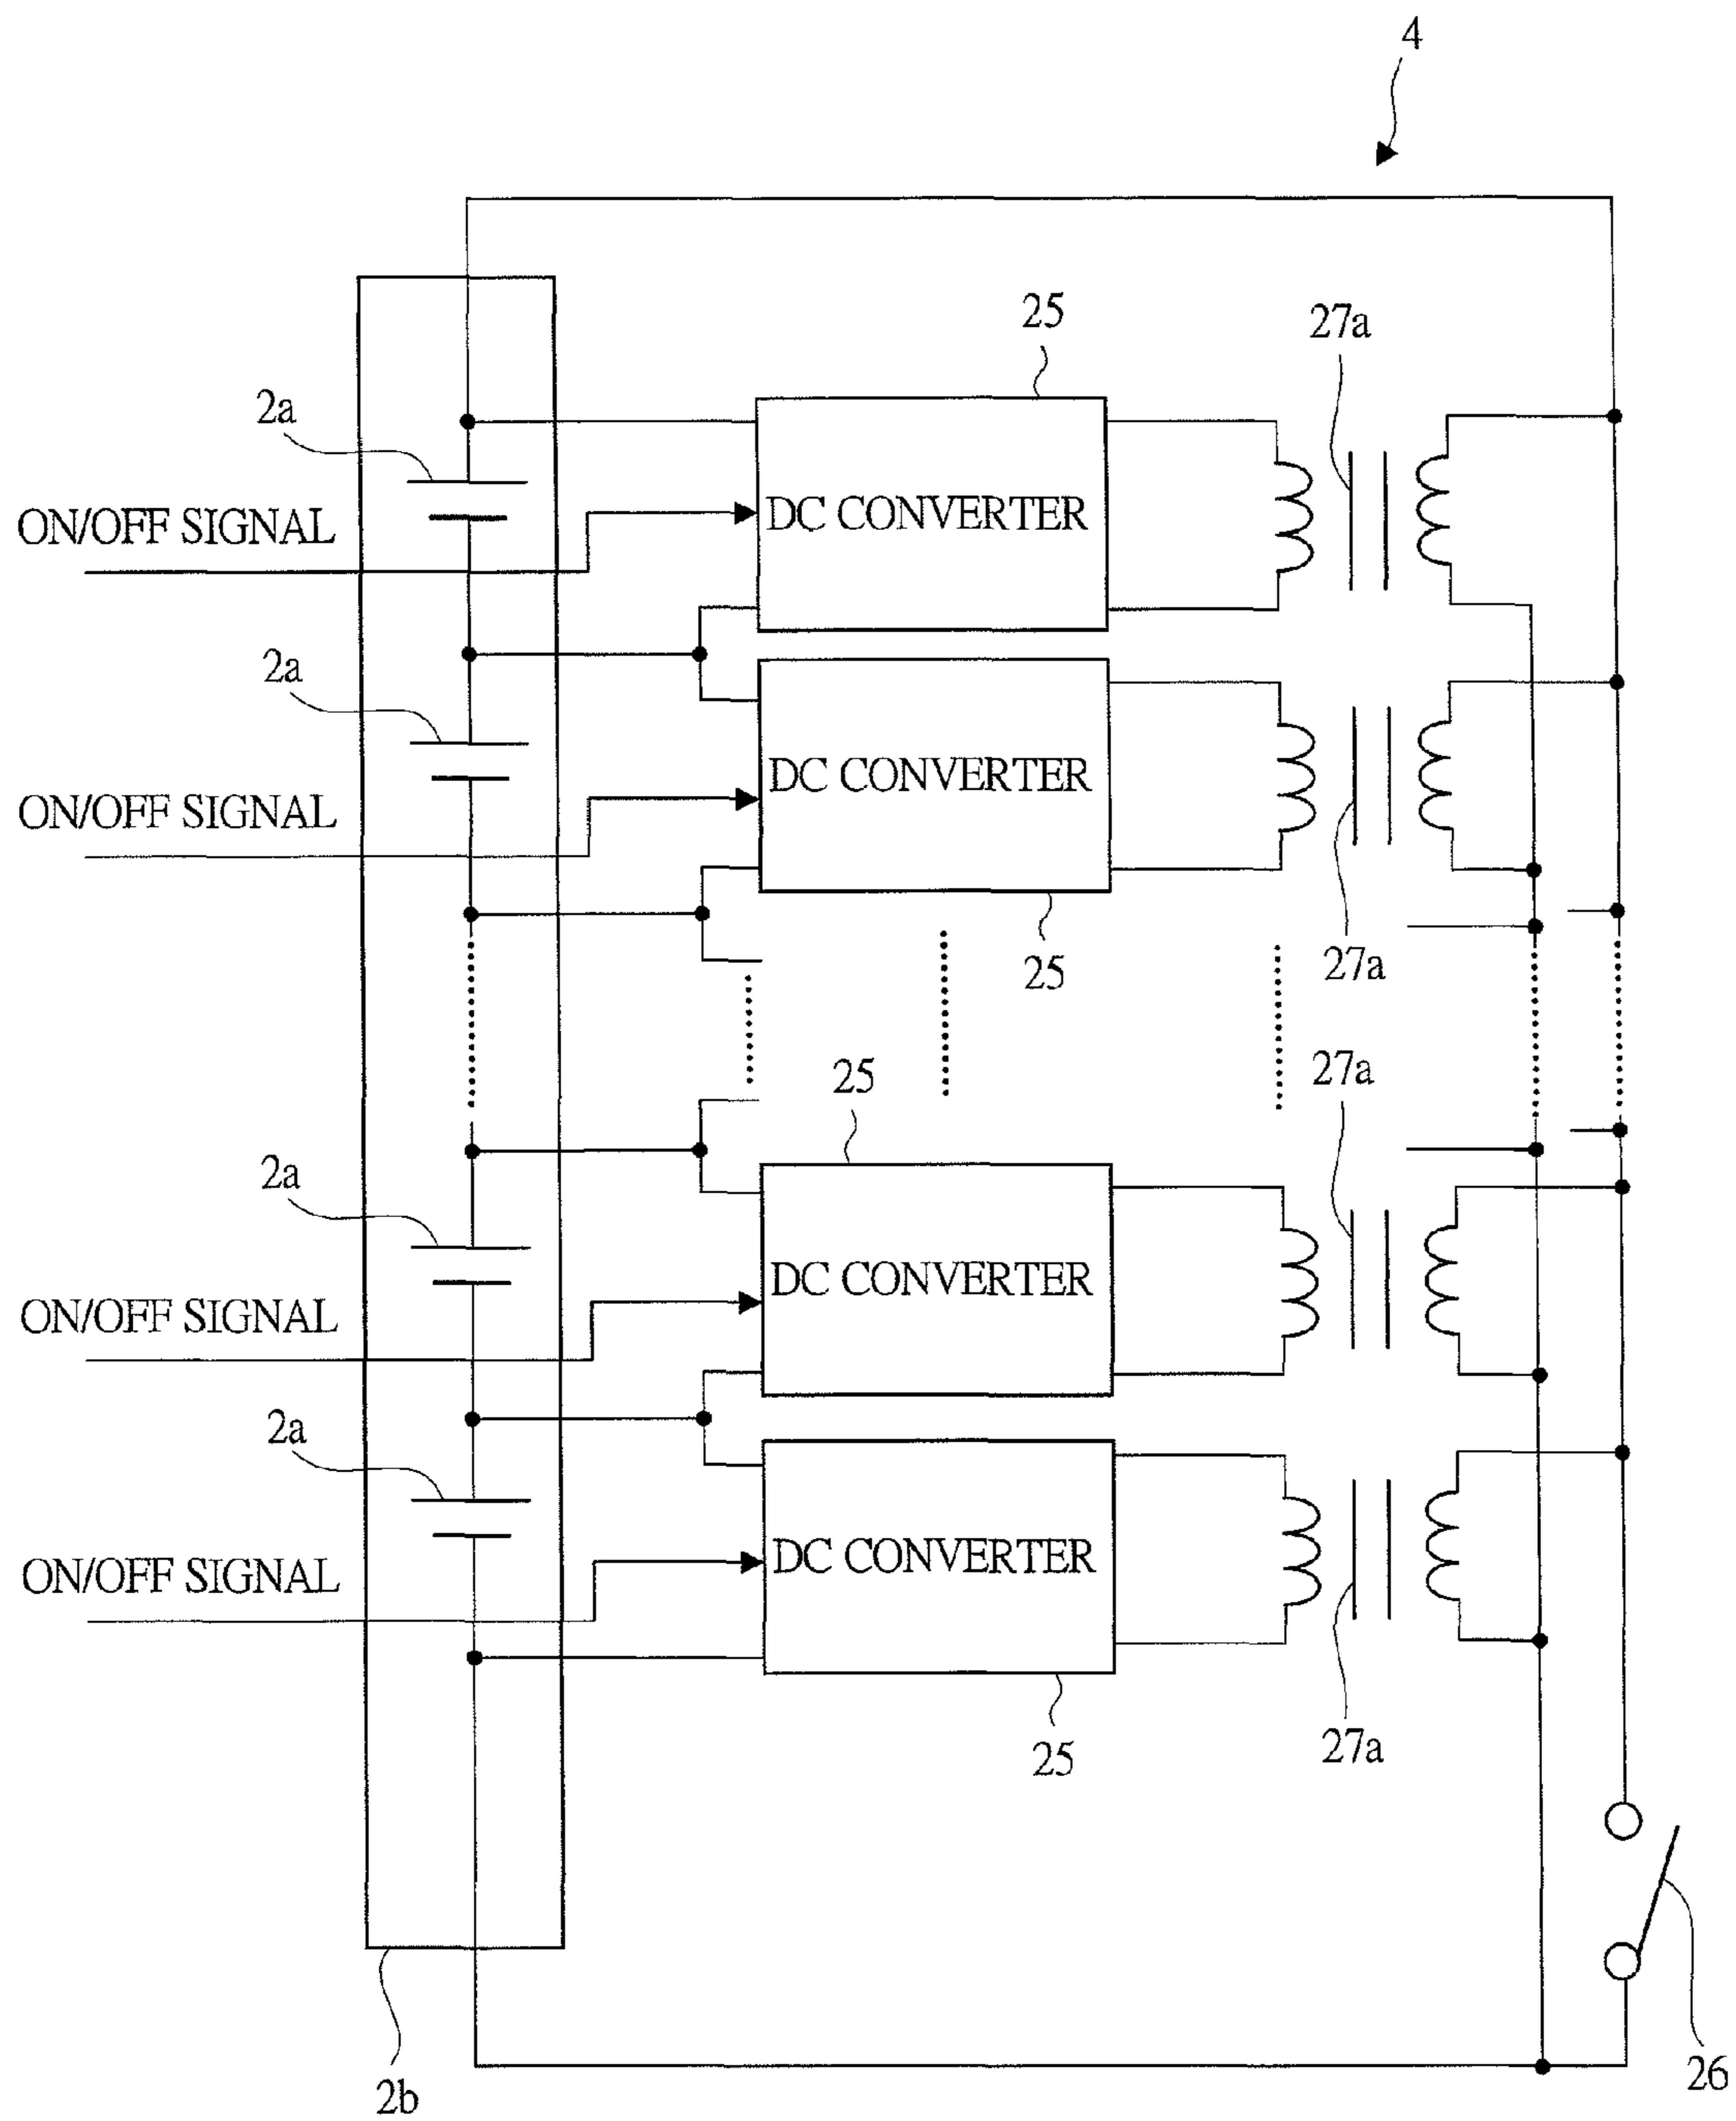 4
25
27a
2a
ON/OFF SIGNAL
DC CONVERTER
2a
ON/OFF SIGNAL
DC CONVERTER
25
27a
25
27a
2a
ON/OFF SIGNAL
DC CONVERTER
2a
ON/OFF SIGNAL
DC CONVERTER
25
27a
2b
26